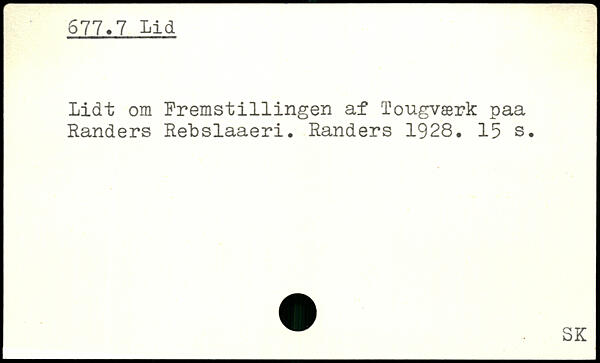 677.7 Lid
Lidt om Fremstillingen af Tougværk paa
Randers Rebslaaeri. Randers 1928. 15 s.
SK